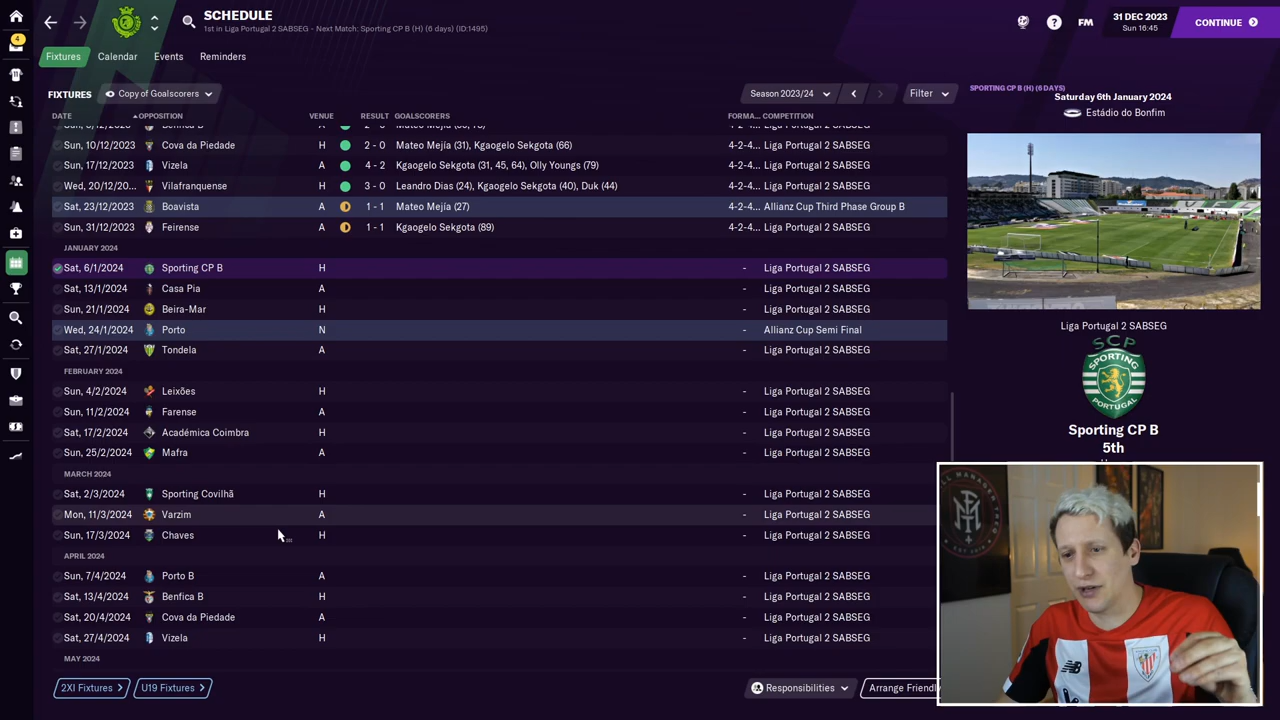 SCHEDULE
1st in Liga Portugal 2 SABSEG - Next Match: Sporting CP B (H) (6 days) (ID:1495)
4
FM
31 DEC 2023
Sun 16:45
CONTINUE
Fixtures Calendar Events Reminders
FIXTURES Copy of Goalscorers Season 2023/24 Filter
DATE OPPOSITION VENUE RESULT GOALSCORERS FORMA... COMPETITION
Sun, 10/12/2023 Cova da Piedade H 2 - 0 Mateo Mejía (31), Kgaogelo Sekgota (66) 4-2-4... Liga Portugal 2 SABSEG
Sun, 17/12/2023 Vizela A 4 - 2 Kgaogelo Sekgota (31, 45, 64), Olly Youngs (79) 4-2-4... Liga Portugal 2 SABSEG
Wed, 20/12/20... Vilafranquense H 3 - 0 Leandro Dias (24), Kgaogelo Sekgota (40), Duk (44) 4-2-4... Liga Portugal 2 SABSEG
Sat, 23/12/2023 Boavista A 1 - 1 Mateo Mejía (27) 4-2-4... Allianz Cup Third Phase Group B
Sun, 31/12/2023 Feirense A 1 - 1 Kgaogelo Sekgota (89) 4-2-4... Liga Portugal 2 SABSEG
JANUARY 2024
Sat, 6/1/2024 Sporting CP B H - Liga Portugal 2 SABSEG
Sat, 13/1/2024 Casa Pia A - Liga Portugal 2 SABSEG
Sun, 21/1/2024 Beira-Mar H - Liga Portugal 2 SABSEG
Wed, 24/1/2024 Porto N - Allianz Cup Semi Final
Sat, 27/1/2024 Tondela A - Liga Portugal 2 SABSEG
FEBRUARY 2024
Sun, 4/2/2024 Leixões H - Liga Portugal 2 SABSEG
Sun, 11/2/2024 Farense A - Liga Portugal 2 SABSEG
Sat, 17/2/2024 Académica Coimbra H - Liga Portugal 2 SABSEG
Sun, 25/2/2024 Mafra A - Liga Portugal 2 SABSEG
MARCH 2024
Sat, 2/3/2024 Sporting Covilhã H - Liga Portugal 2 SABSEG
Mon, 11/3/2024 Varzim A - Liga Portugal 2 SABSEG
Sun, 17/3/2024 Chaves H - Liga Portugal 2 SABSEG
APRIL 2024
Sun, 7/4/2024 Porto B A - Liga Portugal 2 SABSEG
Sat, 13/4/2024 Benfica B H - Liga Portugal 2 SABSEG
Sat, 20/4/2024 Cova da Piedade A - Liga Portugal 2 SABSEG
Sat, 27/4/2024 Vizela H - Liga Portugal 2 SABSEG
MAY 2024
2XI Fixtures U19 Fixtures Responsibilities Arrange Friendl
SPORTING CP B (H) (6 DAYS)
Saturday 6th January 2024
Estádio do Bonfim
Liga Portugal 2 SABSEG
SCP
SPORTING
PORTUGAL
Sporting CP B
5th